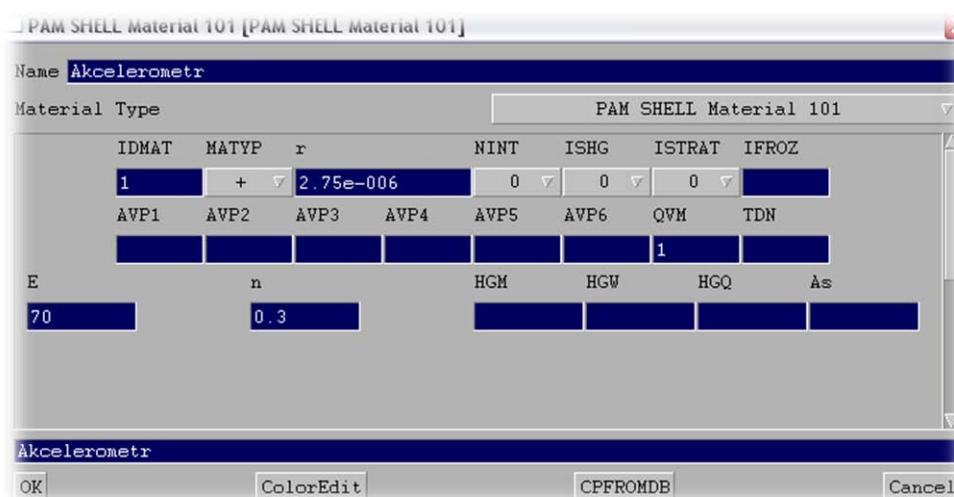 PAM SHELL Material 101 [PAM SHELL Material 101]
Name Akcelerometr
Material Type PAM SHELL Material 101
IDMAT MATYP r NINT ISHG ISTRAT IFROZ
1 + 2.75e-006 0 0 0
AVP1 AVP2 AVP3 AVP4 AVP5 AVP6 QVM TDN
1
E n HGM HGW HGQ As
70 0.3
Akcelerometr
OK ColorEdit CPFROMDB Cancel